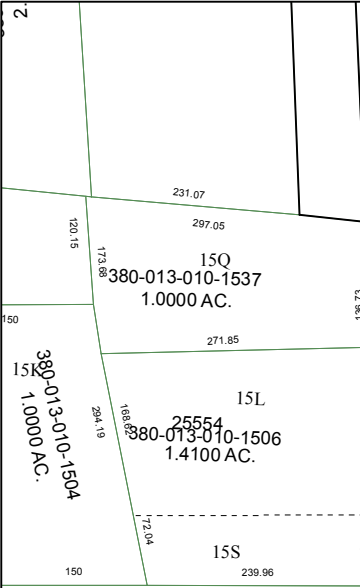 2.
231.07
297.05
120.15
173.68
15Q
380-013-010-1537
1.0000 AC.
136.73
150
271.85
15K
380-013-010-1504
1.0000 AC.
294.19
168.62
15L
25554
380-013-010-1506
1.4100 AC.
72.04
15S
150
239.96